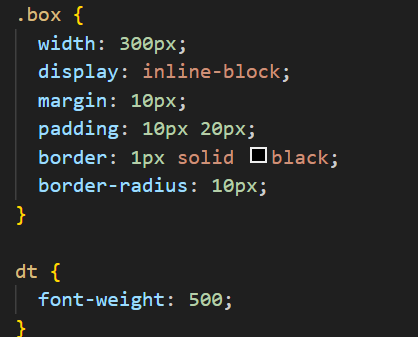 .box {
  width: 300px;
  display: inline-block;
  margin: 10px;
  padding: 10px 20px;
  border: 1px solid black;
  border-radius: 10px;
}

dt {
  font-weight: 500;
}